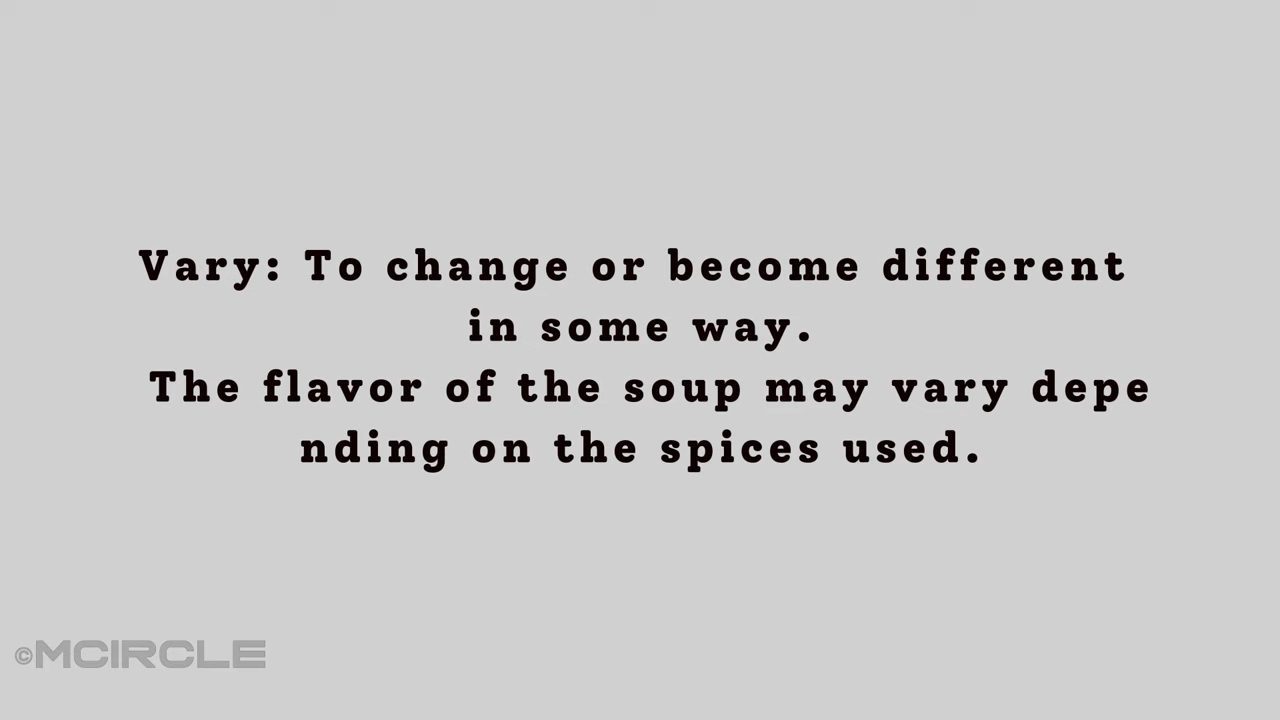 Vary: To change or become different
in some way.
The flavor of the soup may vary depe
nding on the spices used.
©MCIRCLE